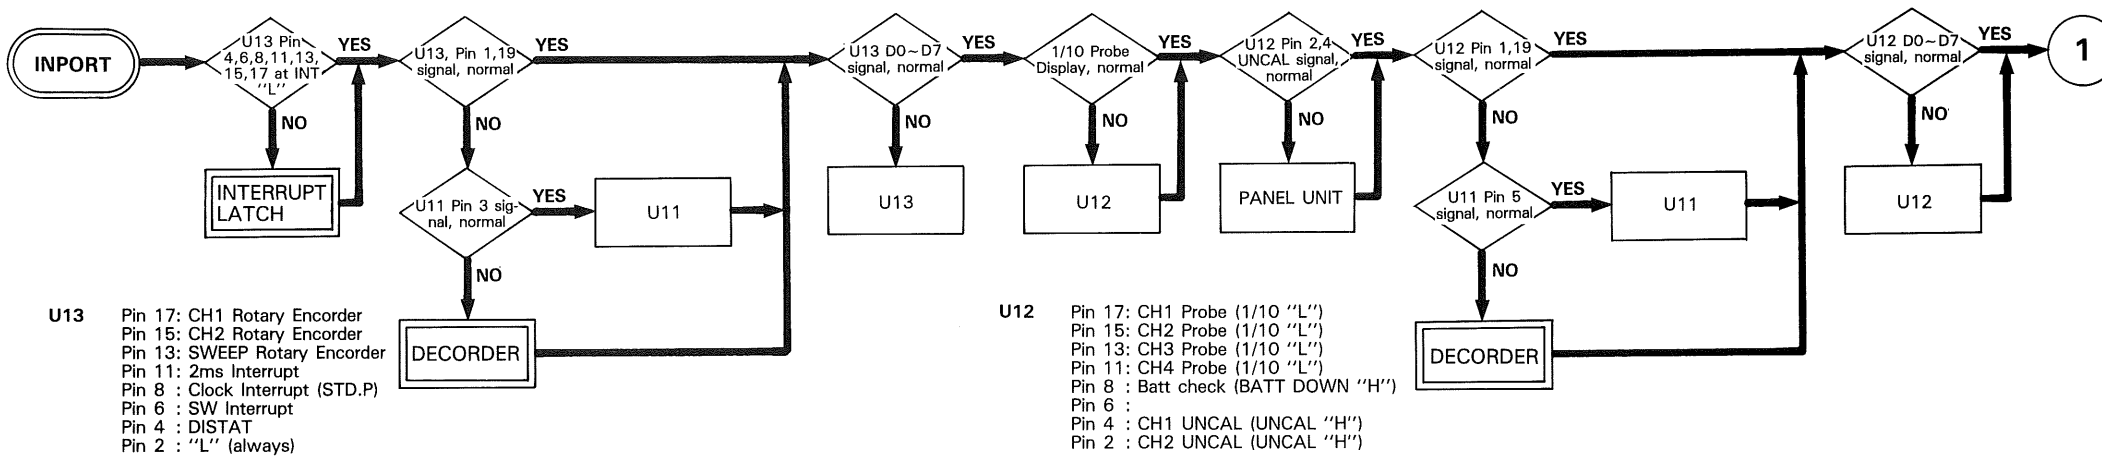 INPORT
U13 Pin
4,6,8,11,13,
15,17 at INT
"L"
YES
NO
INTERRUPT
LATCH
U13, Pin 1,19
signal, normal
YES
NO
U11 Pin 3 sig-
nal, normal
YES
U11
NO
DECORDER
U13 D0~D7
signal, normal
YES
NO
U13
1/10 Probe
Display, normal
YES
NO
U12
U12 Pin 2,4
UNCAL signal,
normal
YES
NO
PANEL UNIT
U12 Pin 1,19
signal, normal
YES
NO
U11 Pin 5
signal, normal
YES
U11
NO
DECORDER
U12 D0~D7
signal, normal
YES
NO
U12
1
U13 Pin 17: CH1 Rotary Encorder
Pin 15: CH2 Rotary Encorder
Pin 13: SWEEP Rotary Encorder
Pin 11: 2ms Interrupt
Pin 8 : Clock Interrupt (STD.P)
Pin 6 : SW Interrupt
Pin 4 : DISTAT
Pin 2 : "L" (always)
U12 Pin 17: CH1 Probe (1/10 "L")
Pin 15: CH2 Probe (1/10 "L")
Pin 13: CH3 Probe (1/10 "L")
Pin 11: CH4 Probe (1/10 "L")
Pin 8 : Batt check (BATT DOWN "H")
Pin 6 :
Pin 4 : CH1 UNCAL (UNCAL "H")
Pin 2 : CH2 UNCAL (UNCAL "H")